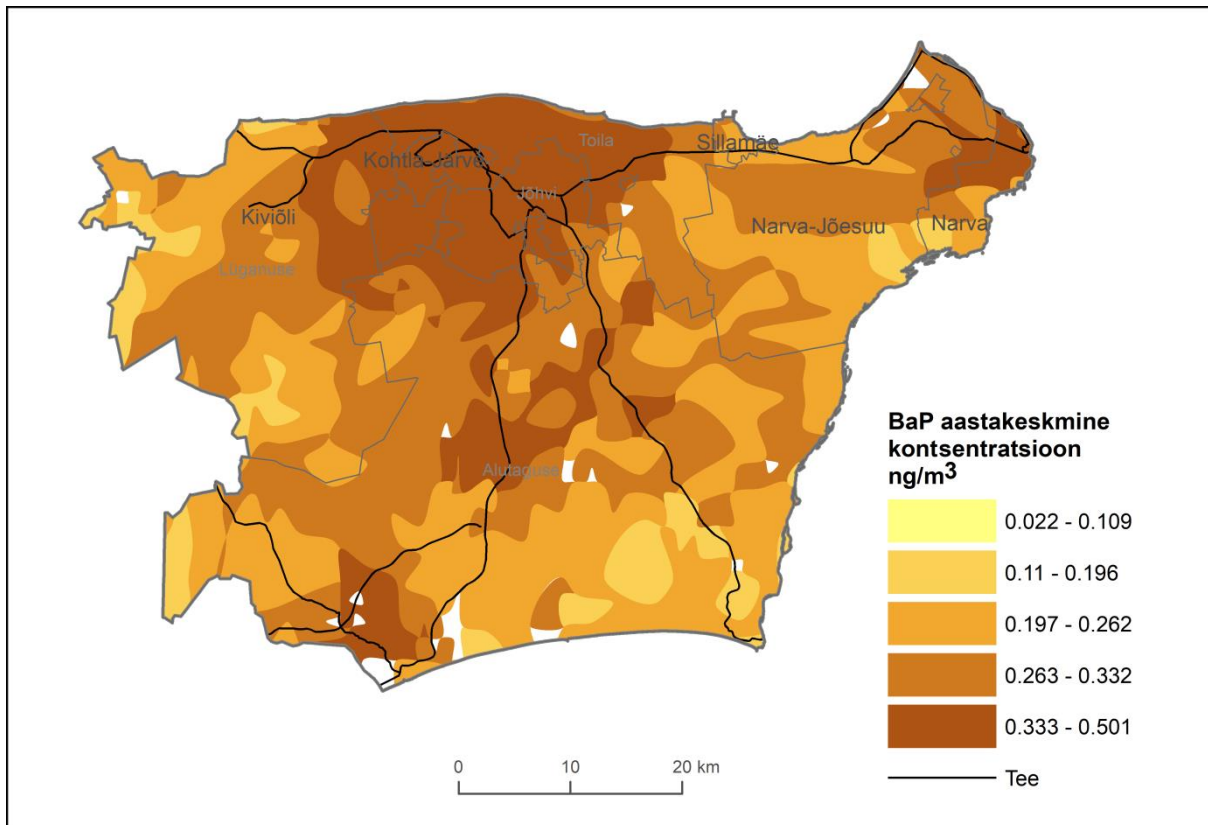 Toila
Sillamäe
Kohtla-Järve
Jõhvi
Kiviõli
Narva-Jõesuu
Narva
Lüganuse
Alutaguse
BaP aastakeskmine
kontsentratsioon
ng/m³
0.022 - 0.109
0.11 - 0.196
0.197 - 0.262
0.263 - 0.332
0.333 - 0.501
Tee
0 10 20 km